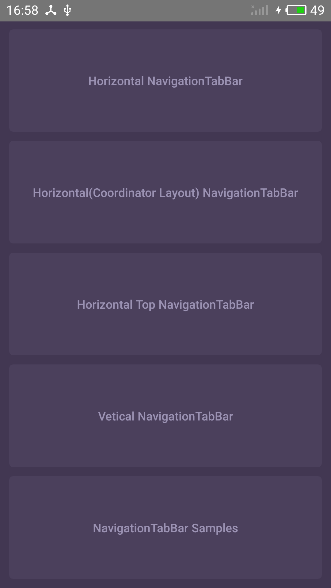 16:58 49
Horizontal NavigationTabBar
Horizontal(Coordinator Layout) NavigationTabBar
Horizontal Top NavigationTabBar
Vetical NavigationTabBar
NavigationTabBar Samples